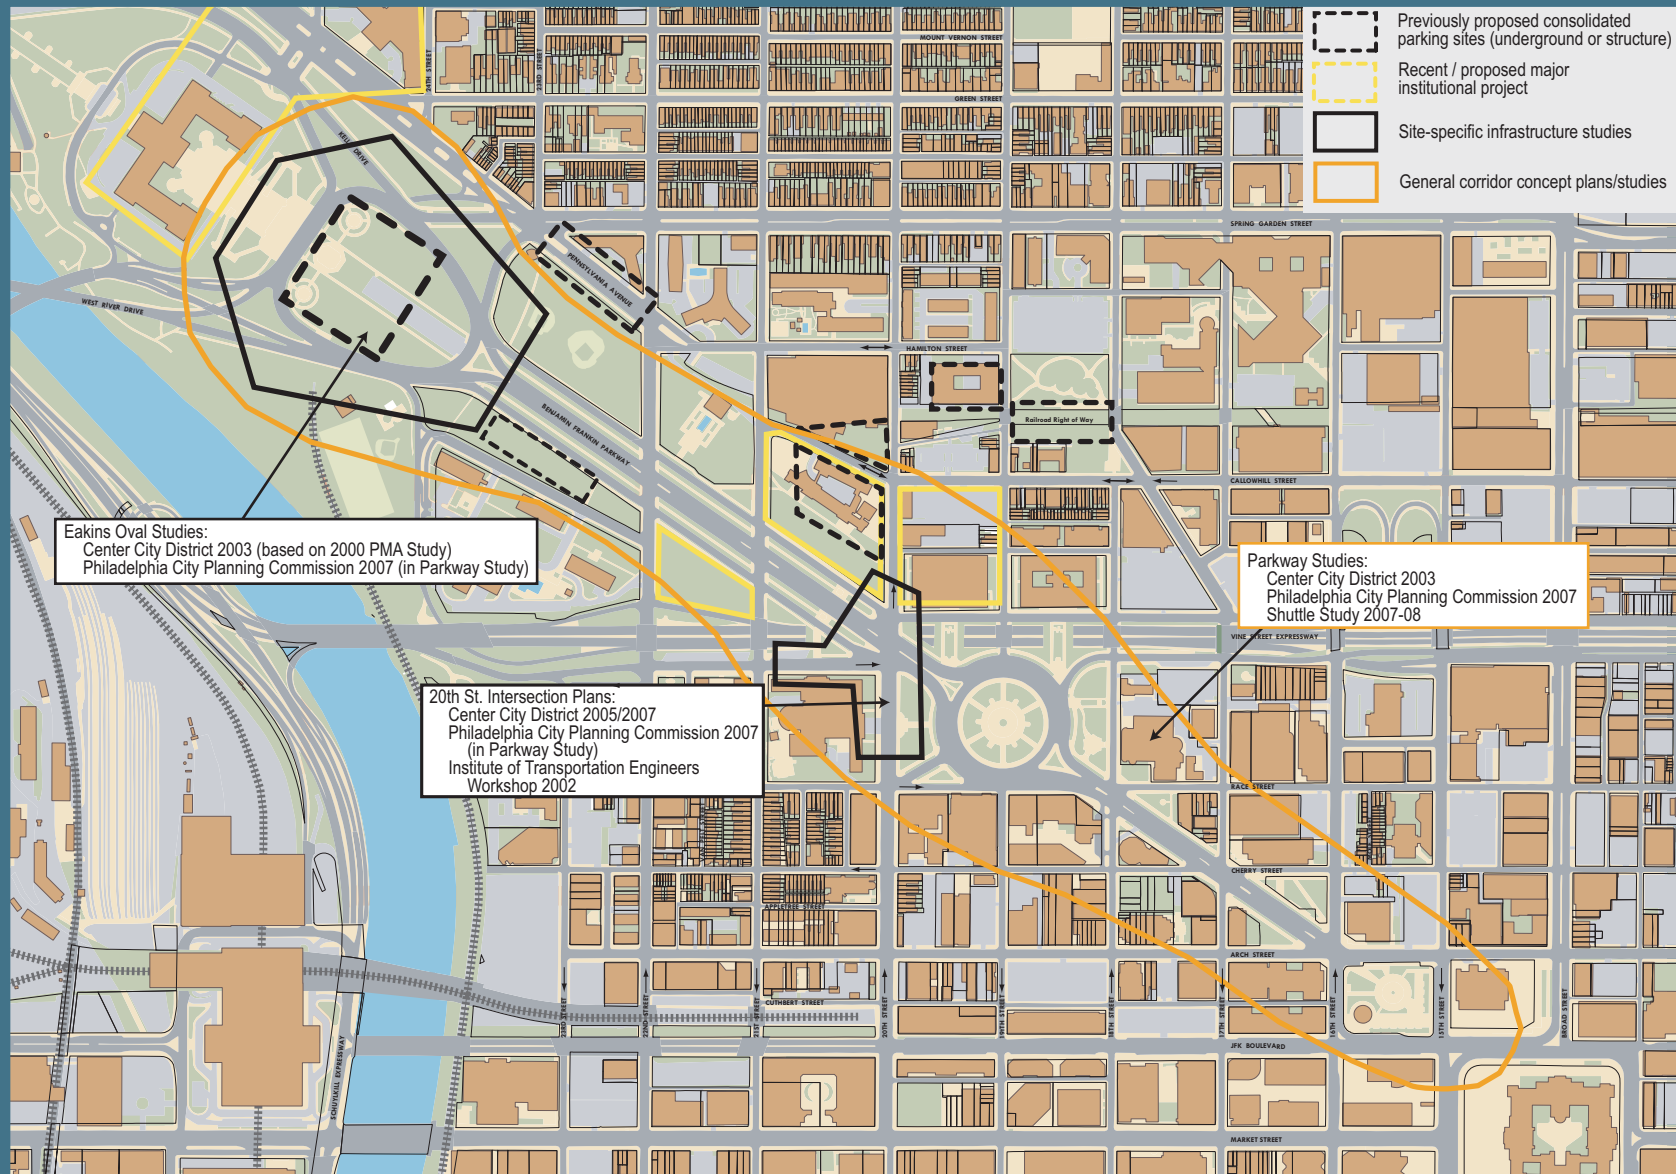 Previously proposed consolidated
parking sites (underground or structure)
Recent / proposed major
institutional project
Site-specific infrastructure studies
General corridor concept plans/studies
MOUNT VERNON STREET
24TH STREET
23RD STREET
GREEN STREET
KELLY DRIVE
SPRING GARDEN STREET
PENNSYLVANIA AVENUE
WEST RIVER DRIVE
HAMILTON STREET
BENJAMIN FRANKIN PARKWAY
Railroad Right of Way
CALLOWHILL STREET
Eakins Oval Studies:
Center City District 2003 (based on 2000 PMA Study)
Philadelphia City Planning Commission 2007 (in Parkway Study)
Parkway Studies:
Center City District 2003
Philadelphia City Planning Commission 2007
Shuttle Study 2007-08
VINE STREET EXPRESSWAY
20th St. Intersection Plans:
Center City District 2005/2007
Philadelphia City Planning Commission 2007
(in Parkway Study)
Institute of Transportation Engineers
Workshop 2002
RACE STREET
CHERRY STREET
APPLETREE STREET
ARCH STREET
CUTHBERT STREET
23RD STREET
22ND STREET
21ST STREET
20TH STREET
19TH STREET
18TH STREET
17TH STREET
16TH STREET
15TH STREET
BROAD STREET
JFK BOULEVARD
SCHUYLKILL EXPRESSWAY
MARKET STREET